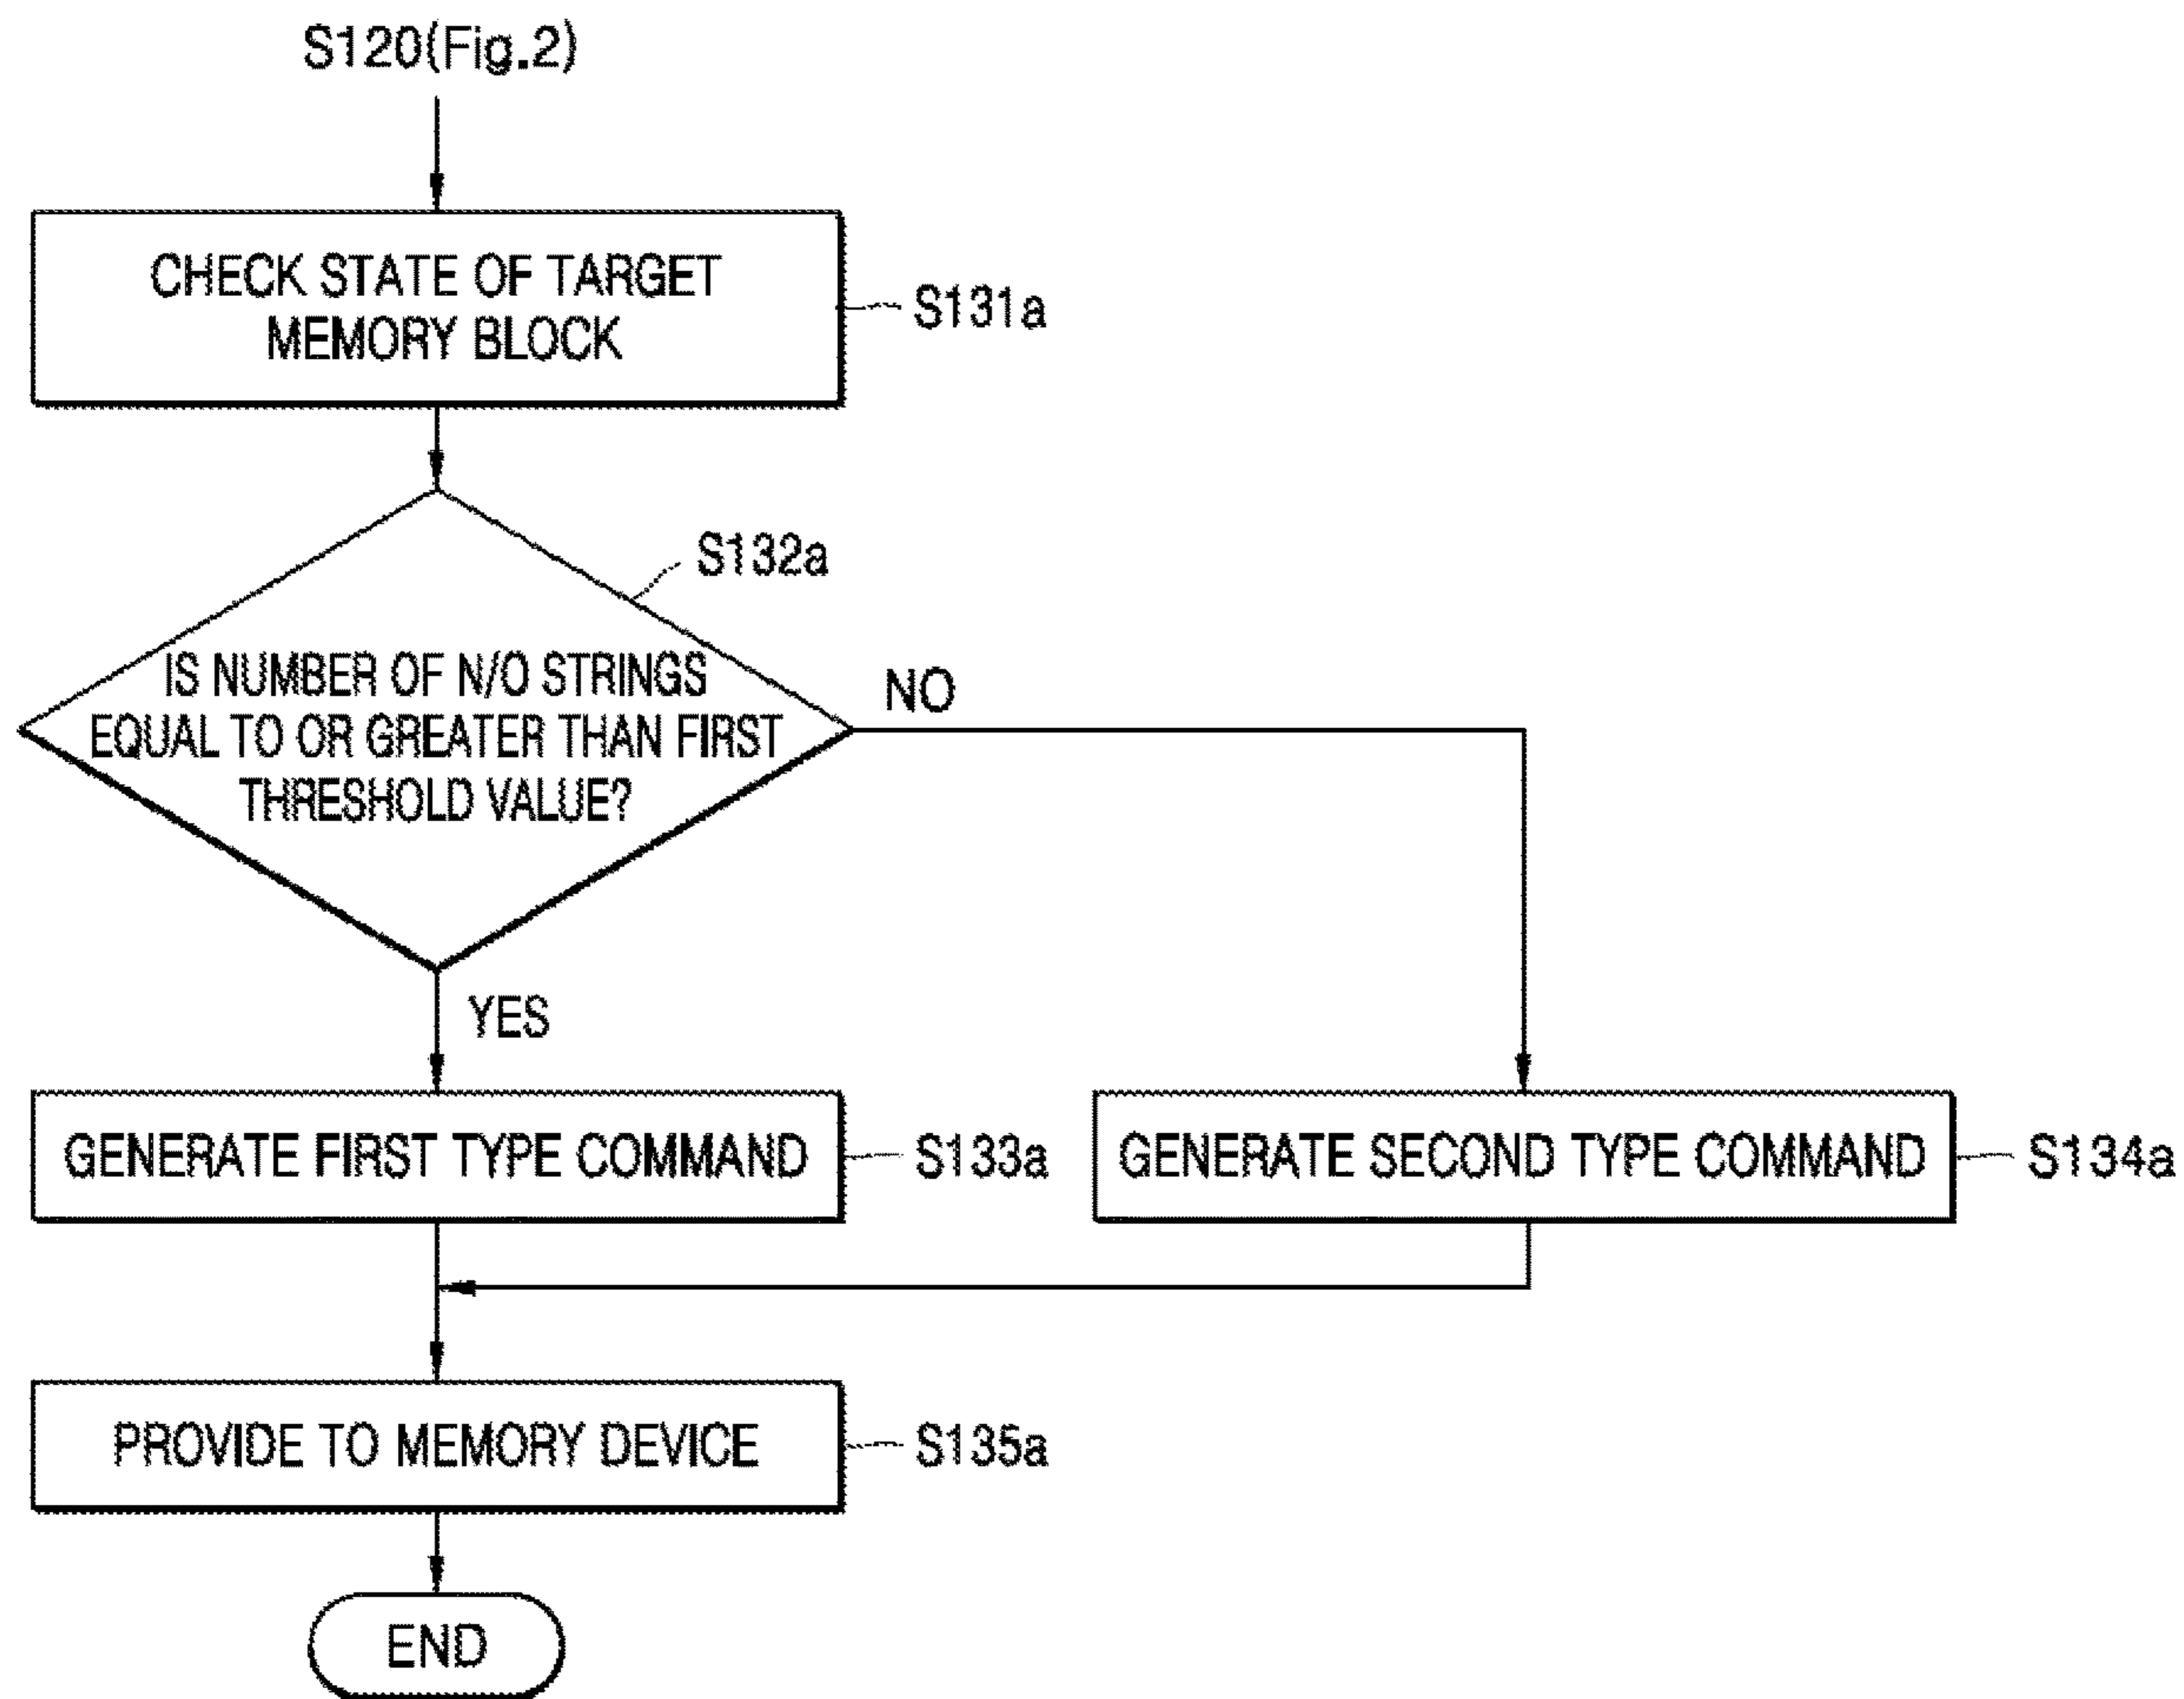 S120(Fig.2)
CHECK STATE OF TARGET
MEMORY BLOCK
S131a
S132a
IS NUMBER OF N/O STRINGS
EQUAL TO OR GREATER THAN FIRST
THRESHOLD VALUE?
NO
YES
GENERATE FIRST TYPE COMMAND
S133a
GENERATE SECOND TYPE COMMAND
S134a
PROVIDE TO MEMORY DEVICE
S135a
END